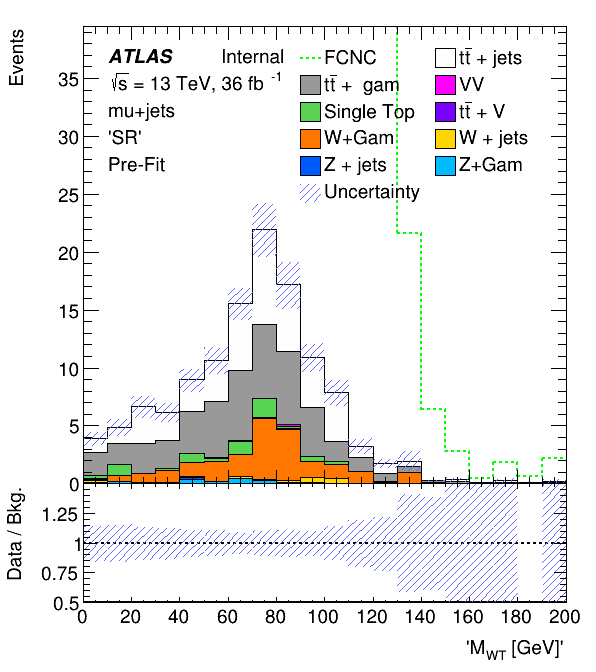 Events
ATLAS Internal
√s = 13 TeV, 36 fb⁻¹
mu+jets
'SR'
Pre-Fit
FCNC
tt̄ + jets
tt̄ + gam
VV
Single Top
tt̄ + V
W+Gam
W + jets
Z + jets
Z+Gam
Uncertainty
35
30
25
20
15
10
5
0
Data / Bkg.
1.25
1
0.75
0.5
0 20 40 60 80 100 120 140 160 180 200
'M_WT [GeV]'